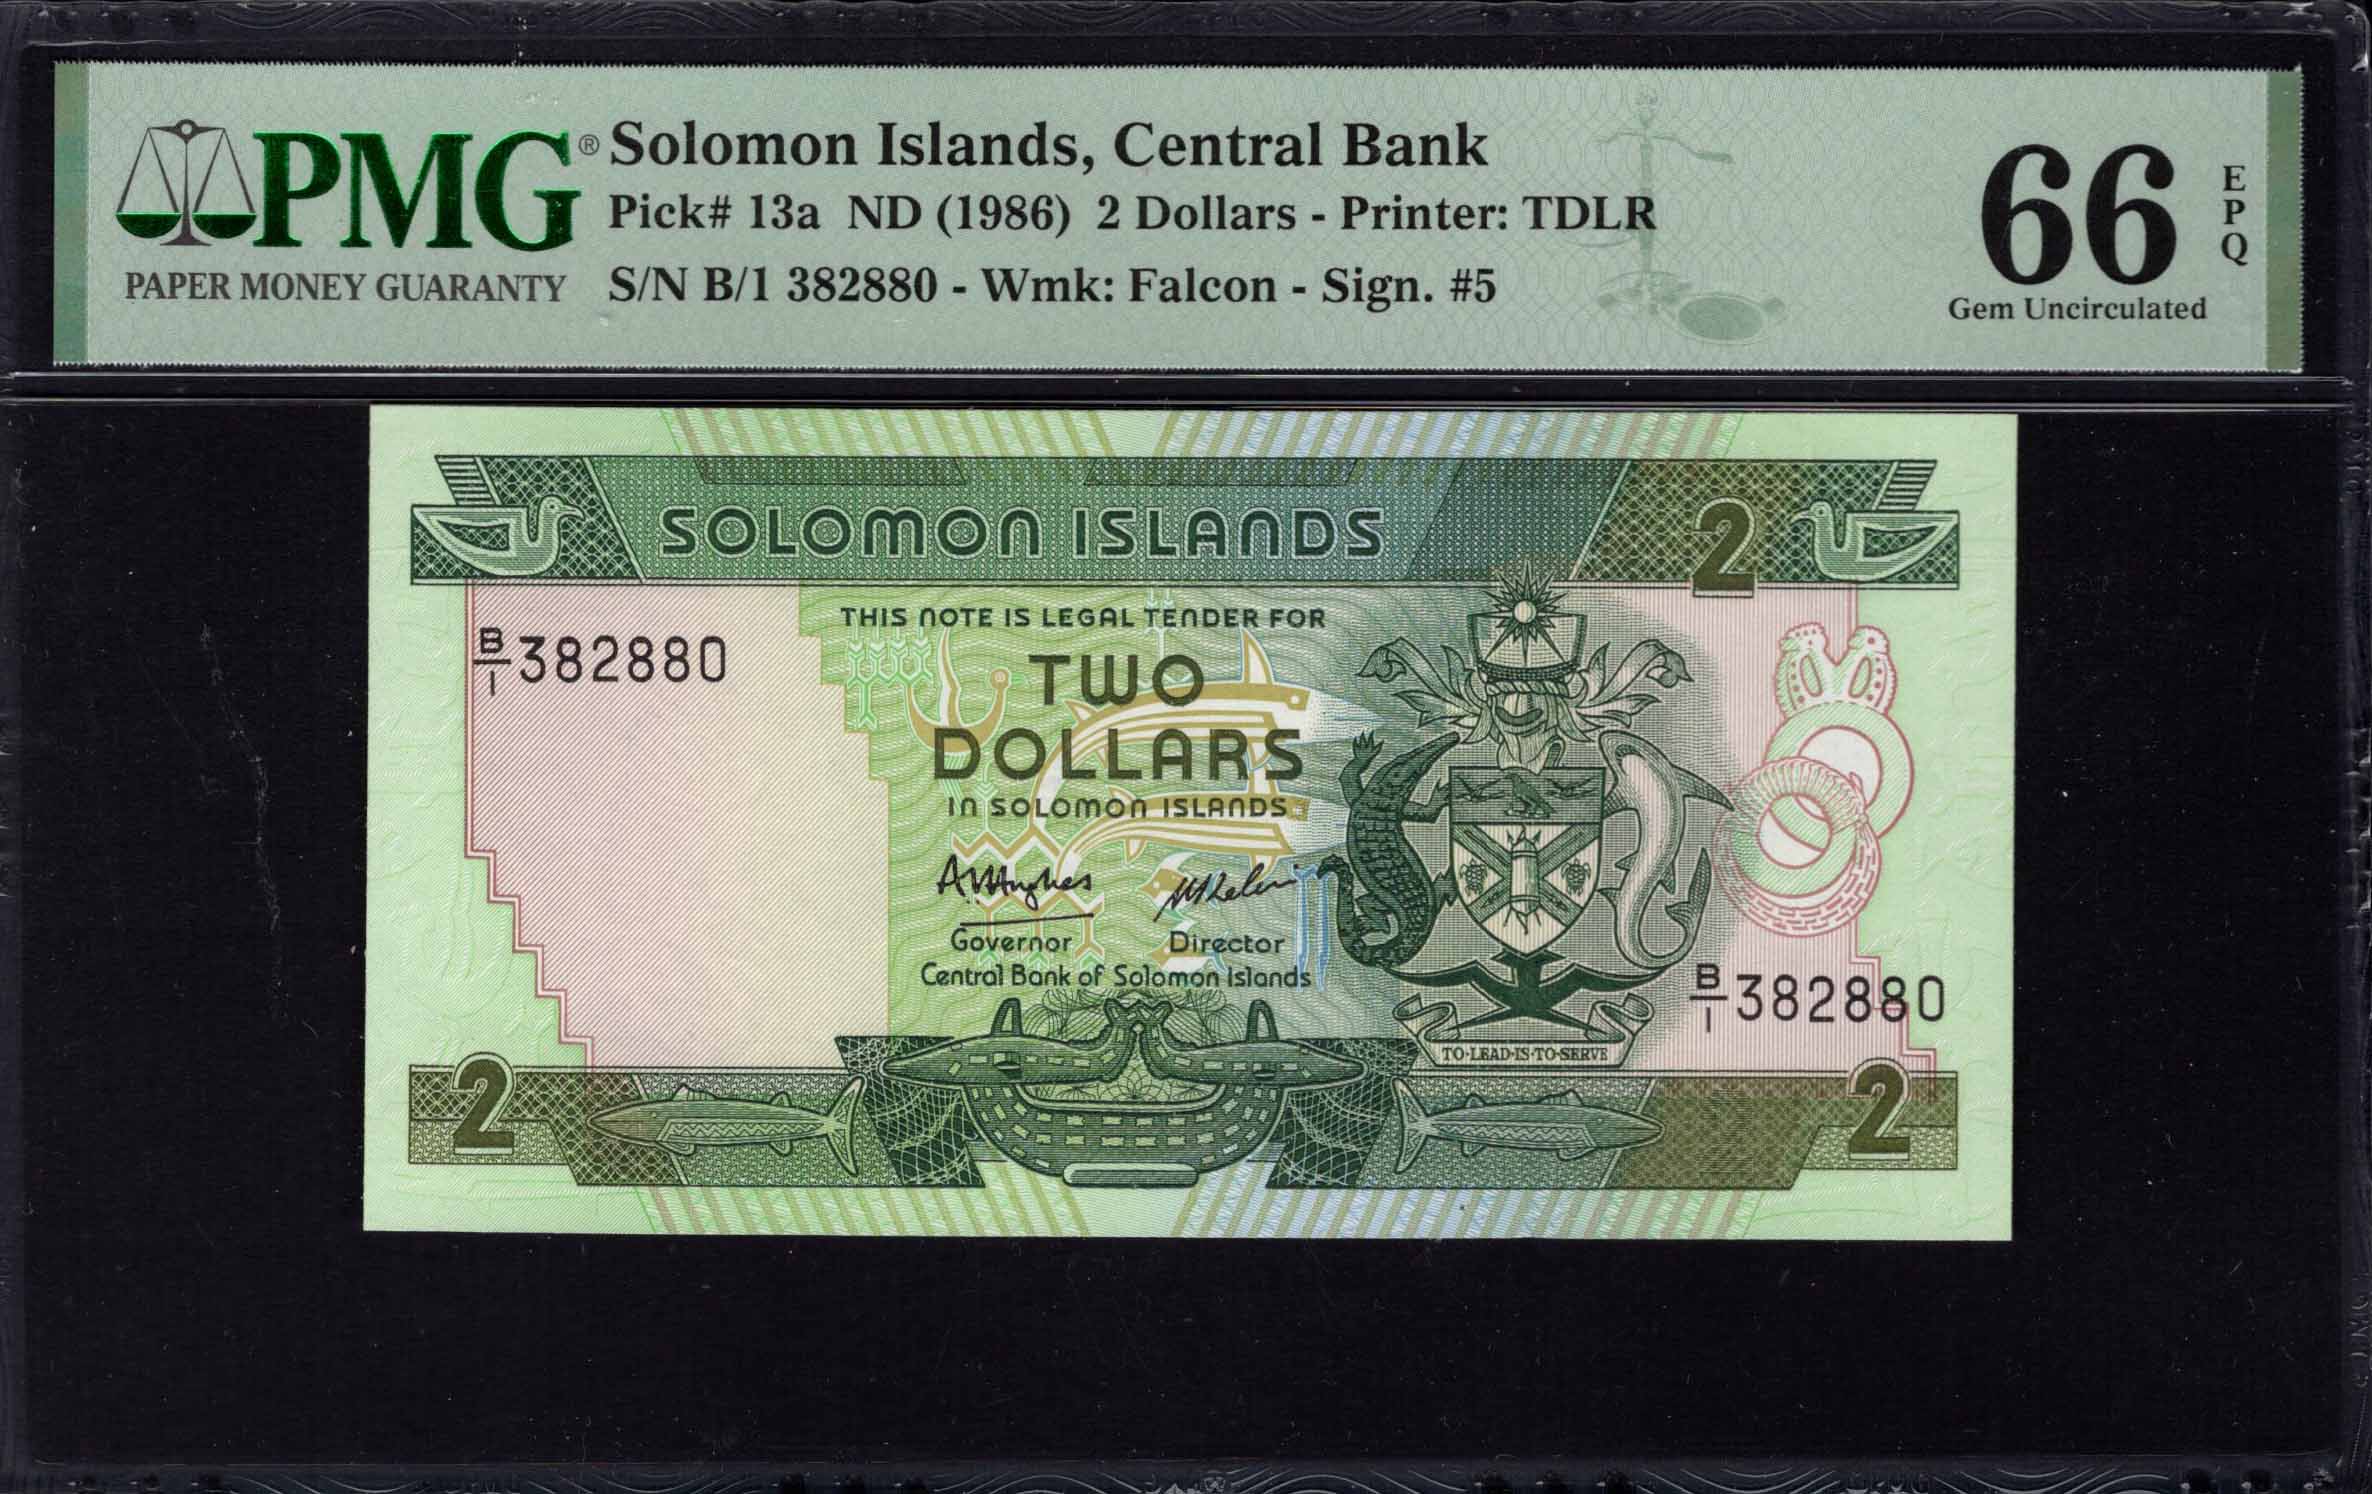 PMG®
PAPER MONEY GUARANTY
Solomon Islands, Central Bank
Pick# 13a ND (1986) 2 Dollars - Printer: TDLR
S/N B/1 382880 - Wmk: Falcon - Sign. #5
66
EPQ
Gem Uncirculated
SOLOMON ISLANDS
2
THIS NOTE IS LEGAL TENDER FOR
B/1 382880
TWO
DOLLARS
IN SOLOMON ISLANDS
Governor Director
Central Bank of Solomon Islands
B/1 382880
TO·LEAD·IS·TO·SERVE
2
2